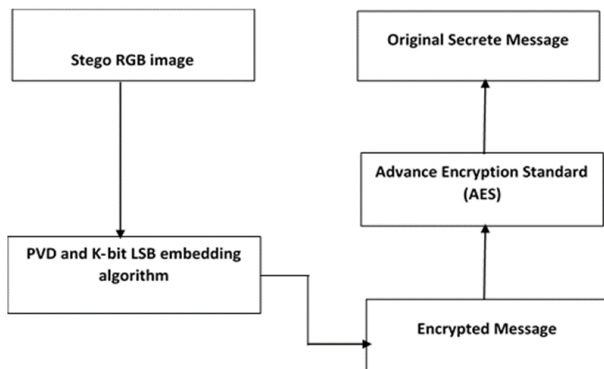 Stego RGB image
PVD and K-bit LSB embedding
algorithm
Encrypted Message
Advance Encryption Standard
(AES)
Original Secrete Message